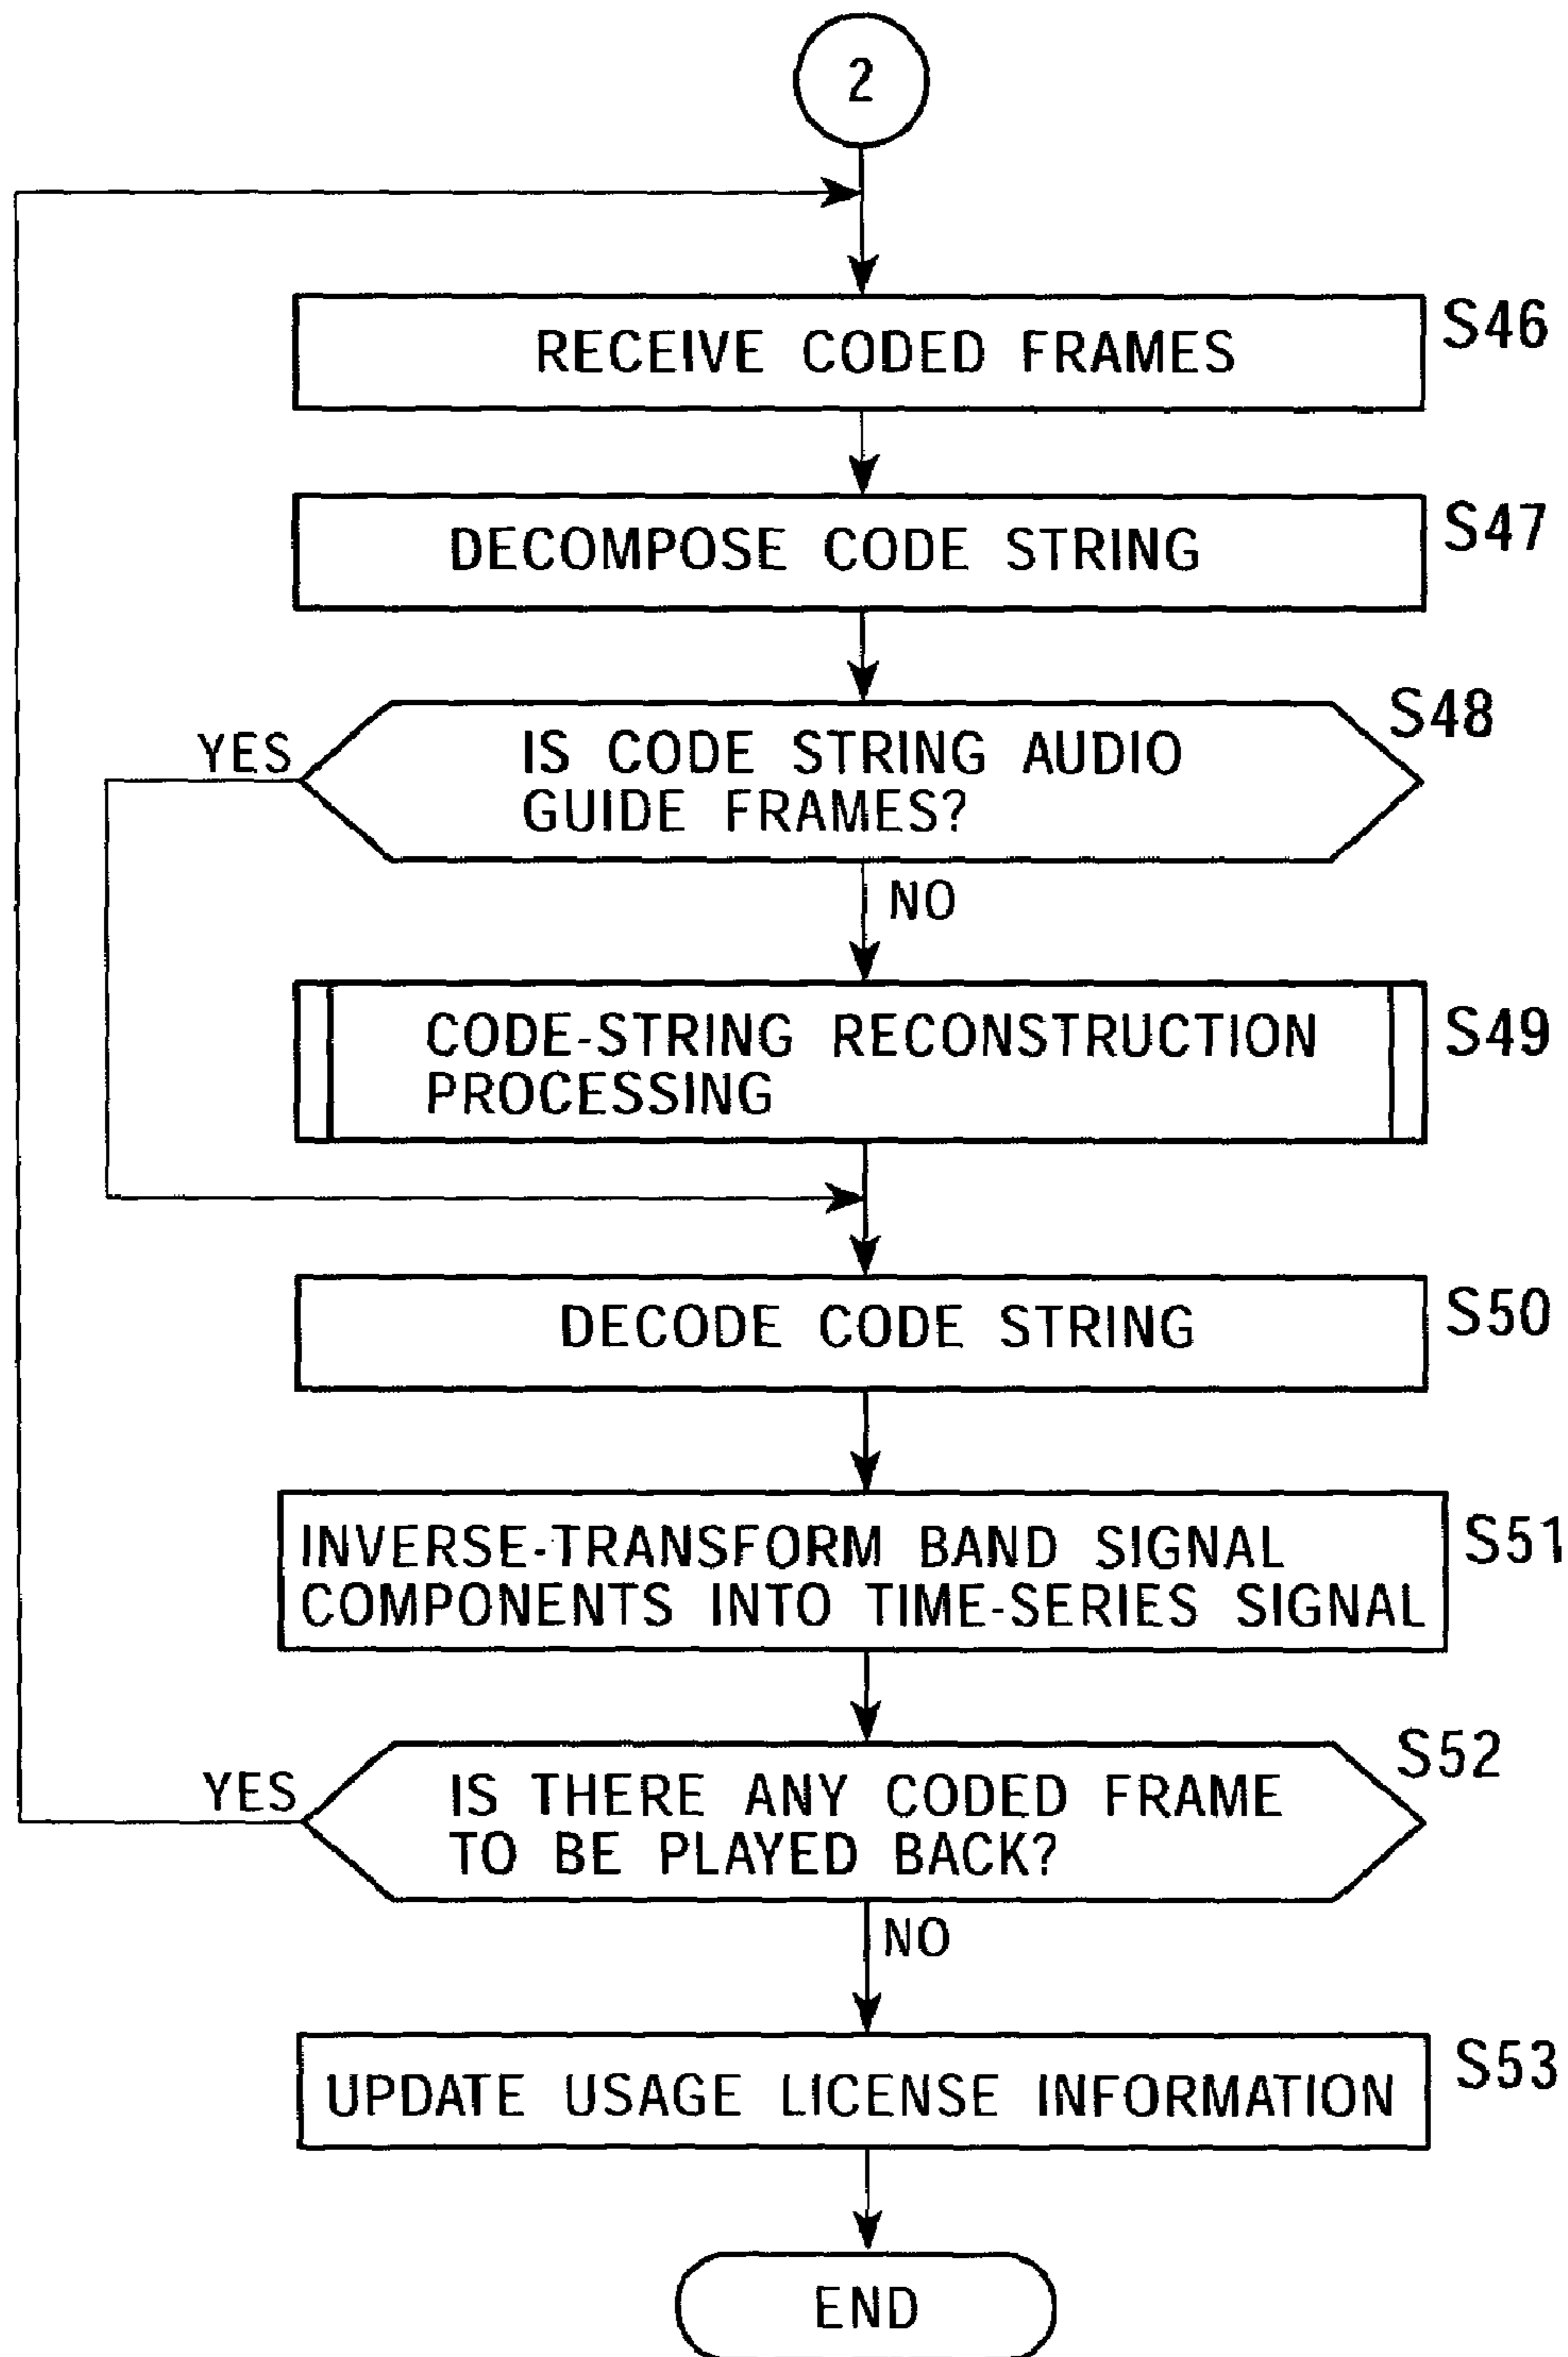 2
RECEIVE CODED FRAMES
S46
DECOMPOSE CODE STRING
S47
S48
YES
IS CODE STRING AUDIO
GUIDE FRAMES?
NO
CODE-STRING RECONSTRUCTION
PROCESSING
S49
DECODE CODE STRING
S50
INVERSE-TRANSFORM BAND SIGNAL
COMPONENTS INTO TIME-SERIES SIGNAL
S51
S52
YES
IS THERE ANY CODED FRAME
TO BE PLAYED BACK?
NO
UPDATE USAGE LICENSE INFORMATION
S53
END